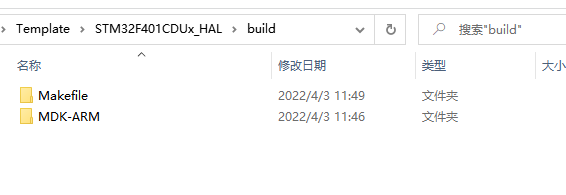 Template > STM32F401CDUx_HAL > build 搜索"build"
名称 修改日期 类型 大小
Makefile 2022/4/3 11:49 文件夹
MDK-ARM 2022/4/3 11:46 文件夹